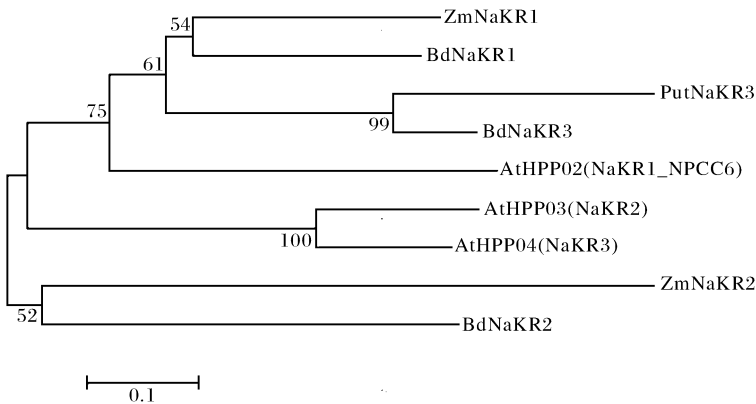 ZmNaKR1
54
BdNaKR1
61
PutNaKR3
75
99
BdNaKR3
AtHPP02(NaKR1_NPCC6)
AtHPP03(NaKR2)
100
AtHPP04(NaKR3)
ZmNaKR2
52
BdNaKR2
0.1